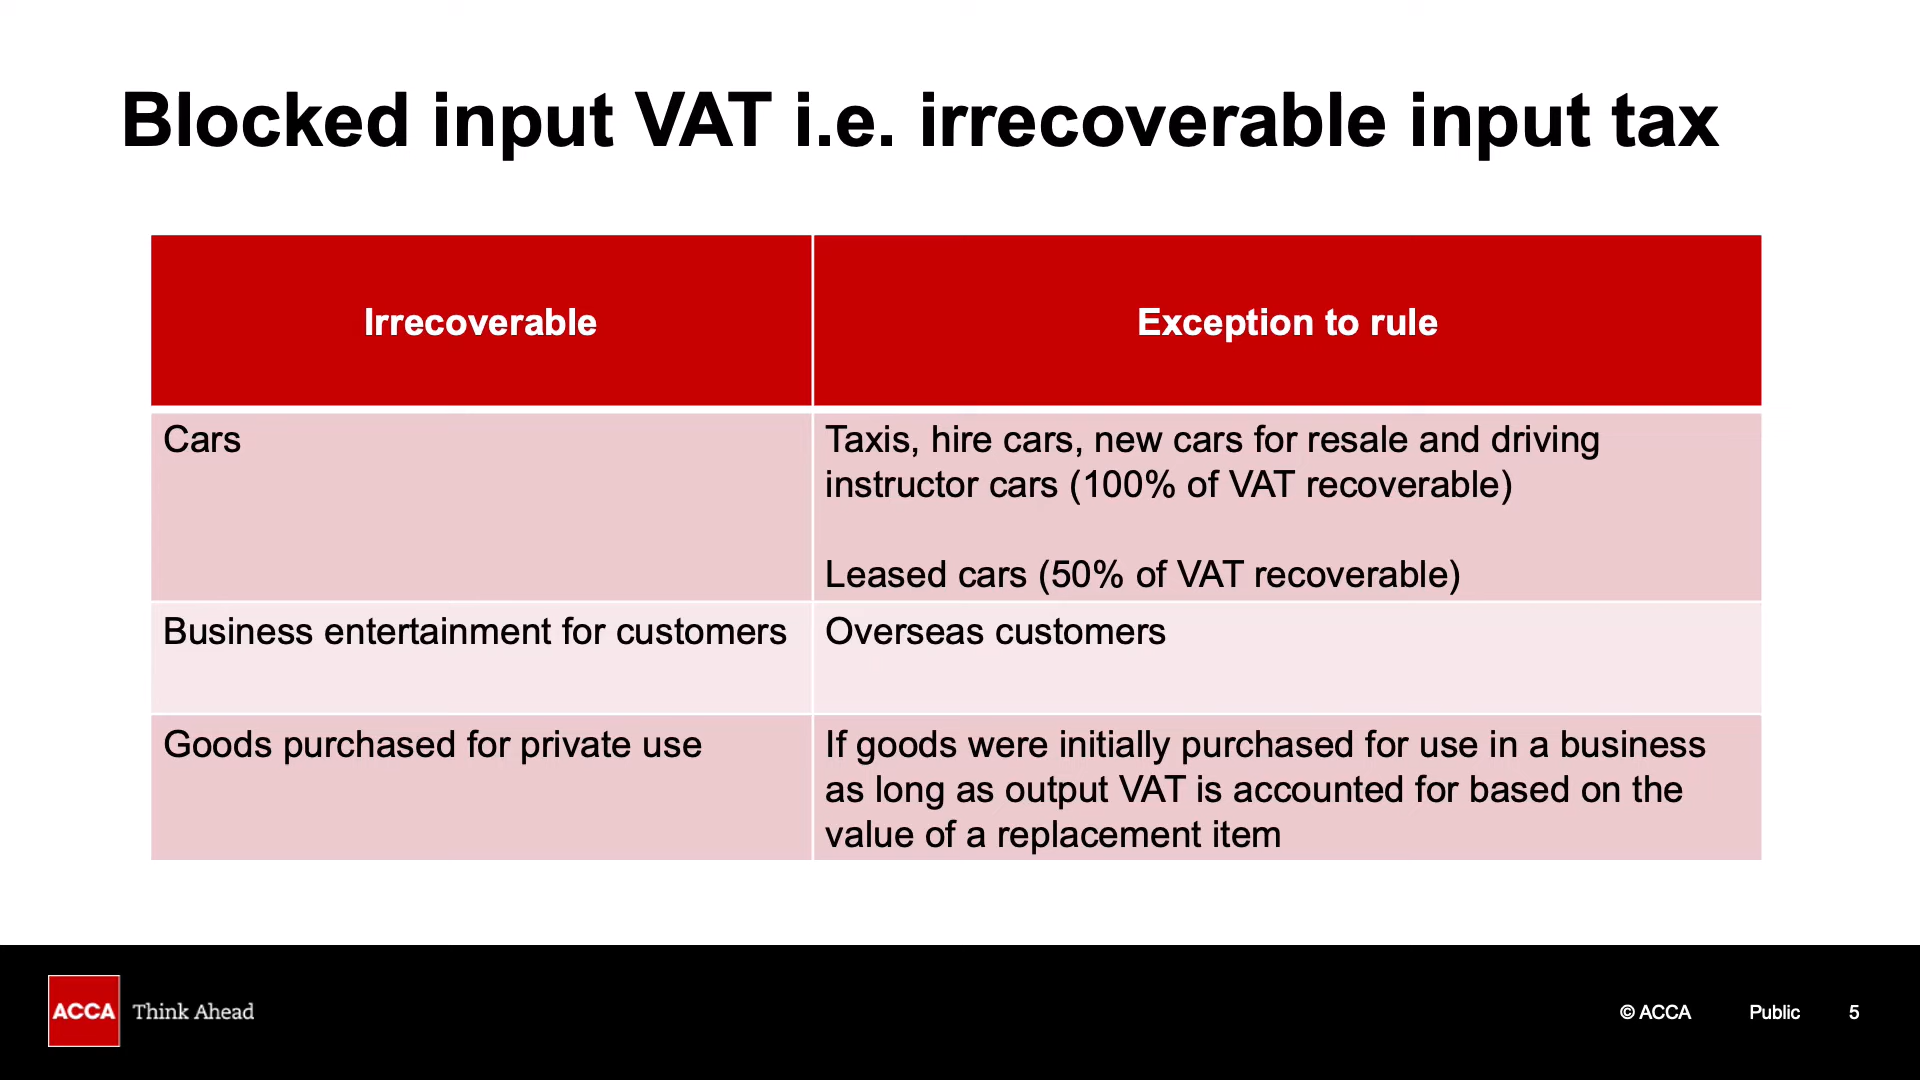 Blocked input VAT i.e. irrecoverable input tax
Irrecoverable
Exception to rule
Cars
Taxis, hire cars, new cars for resale and driving
instructor cars (100% of VAT recoverable)
Leased cars (50% of VAT recoverable)
Business entertainment for customers
Overseas customers
Goods purchased for private use
If goods were initially purchased for use in a business
as long as output VAT is accounted for based on the
value of a replacement item
ACCA
Think Ahead
© ACCA
Public
5